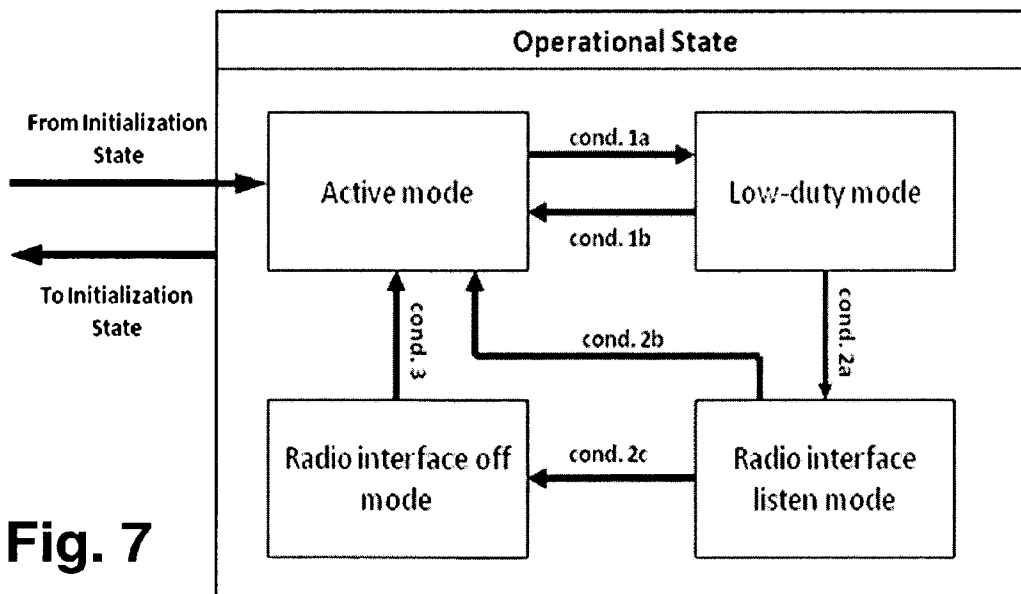 Operational State
From Initialization
State
To Initialization
State
Active mode
cond. 1a
cond. 1b
Low-duty mode
cond. 3
cond. 2b
cond. 2a
Radio interface off
mode
cond. 2c
Radio interface
listen mode
Fig. 7